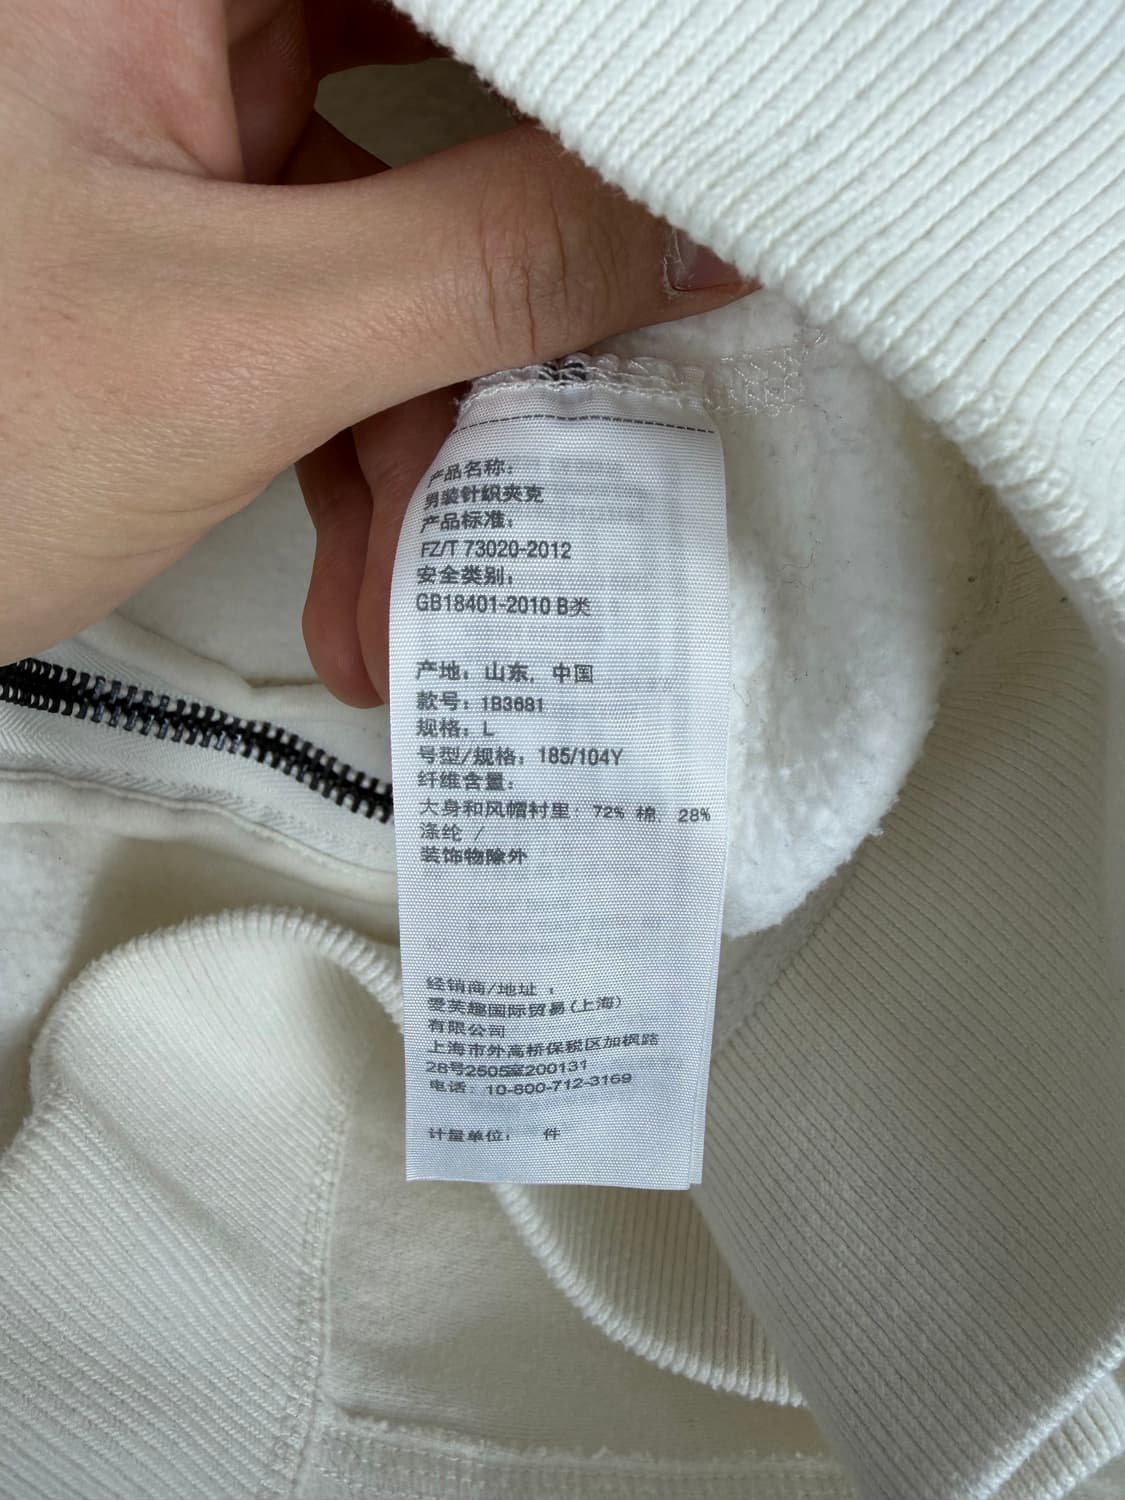 产品名称：
男装针织夹克
产品标准：
FZ/T 73020-2012
安全类别：
GB18401-2010 B类
产地：山东，中国
款号：1B3681
规格：L
号型/规格：185/104Y
纤维含量：
大身和风帽衬里：72% 棉，28%
涤纶 /
装饰物除外
经销商/地址：
爱芙趣国际贸易(上海)
有限公司
上海市外高桥保税区加枫路
28号2505室200131
电话：10-800-712-3169
计量单位： 件